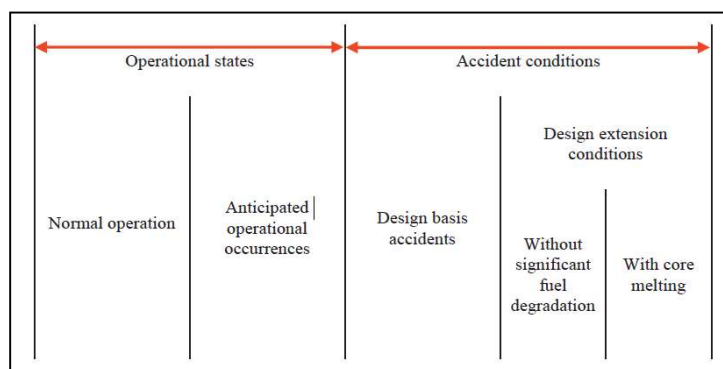 Operational states
Accident conditions
Normal operation
Anticipated
operational
occurrences
Design basis
accidents
Design extension
conditions
Without
significant
fuel
degradation
With core
melting